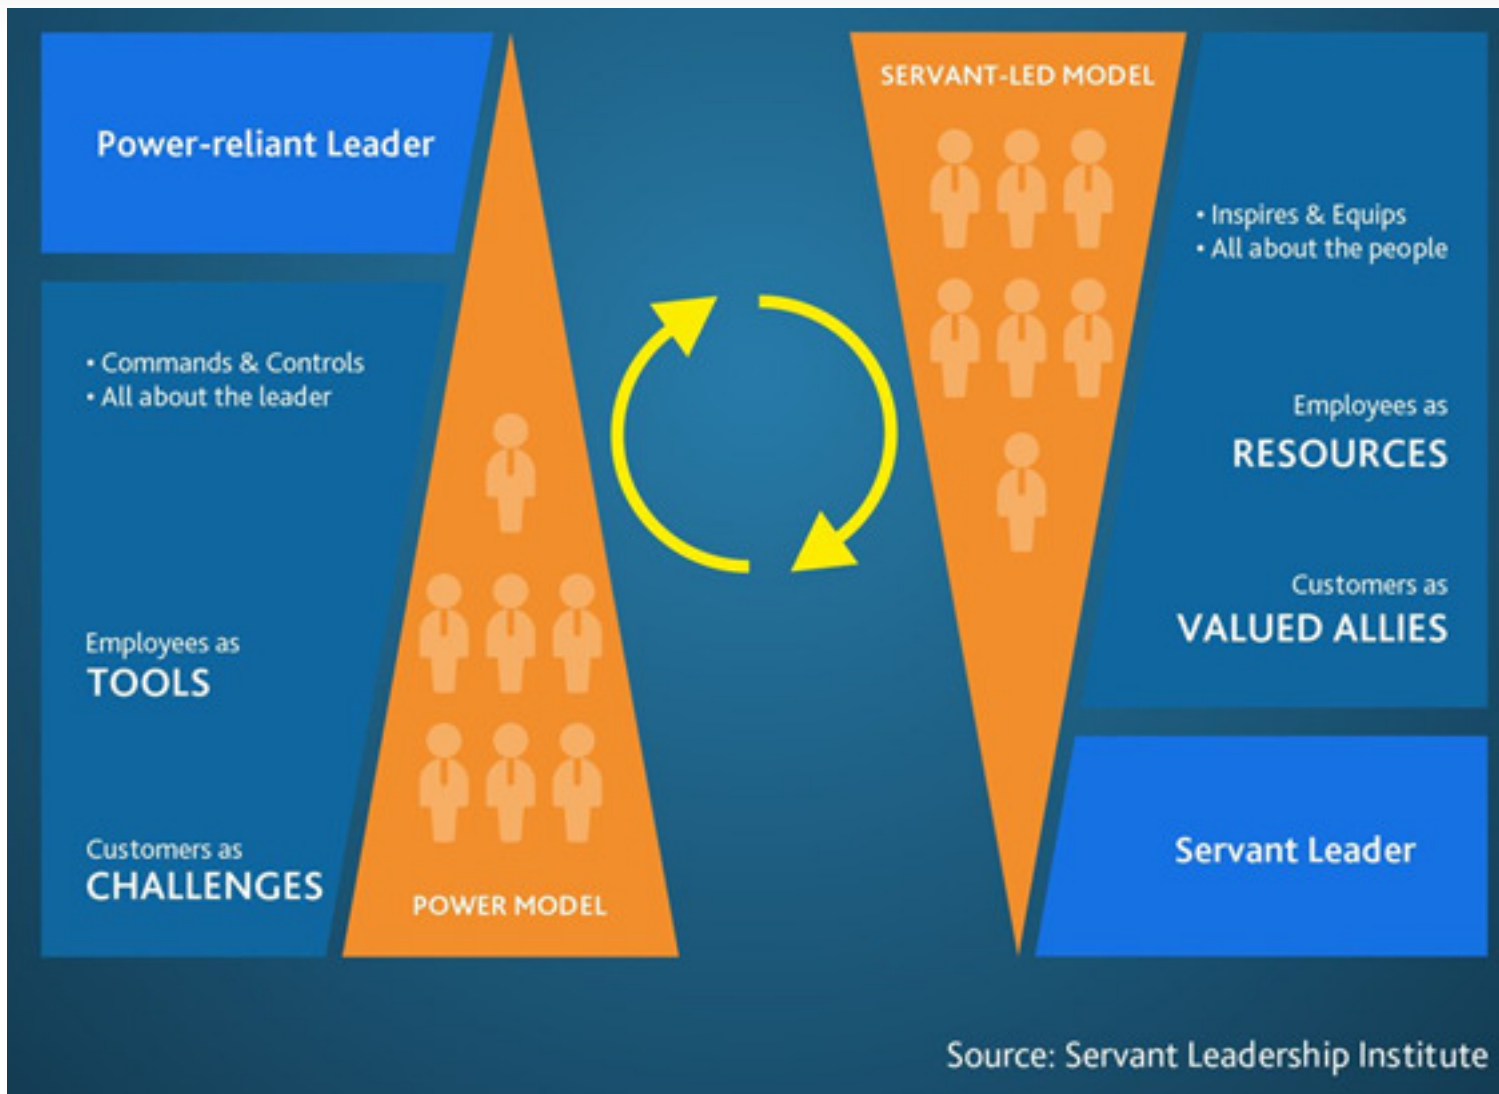 Power-reliant Leader
• Commands & Controls
• All about the leader
Employees as
TOOLS
Customers as
CHALLENGES
POWER MODEL
SERVANT-LED MODEL
• Inspires & Equips
• All about the people
Employees as
RESOURCES
Customers as
VALUED ALLIES
Servant Leader
Source: Servant Leadership Institute